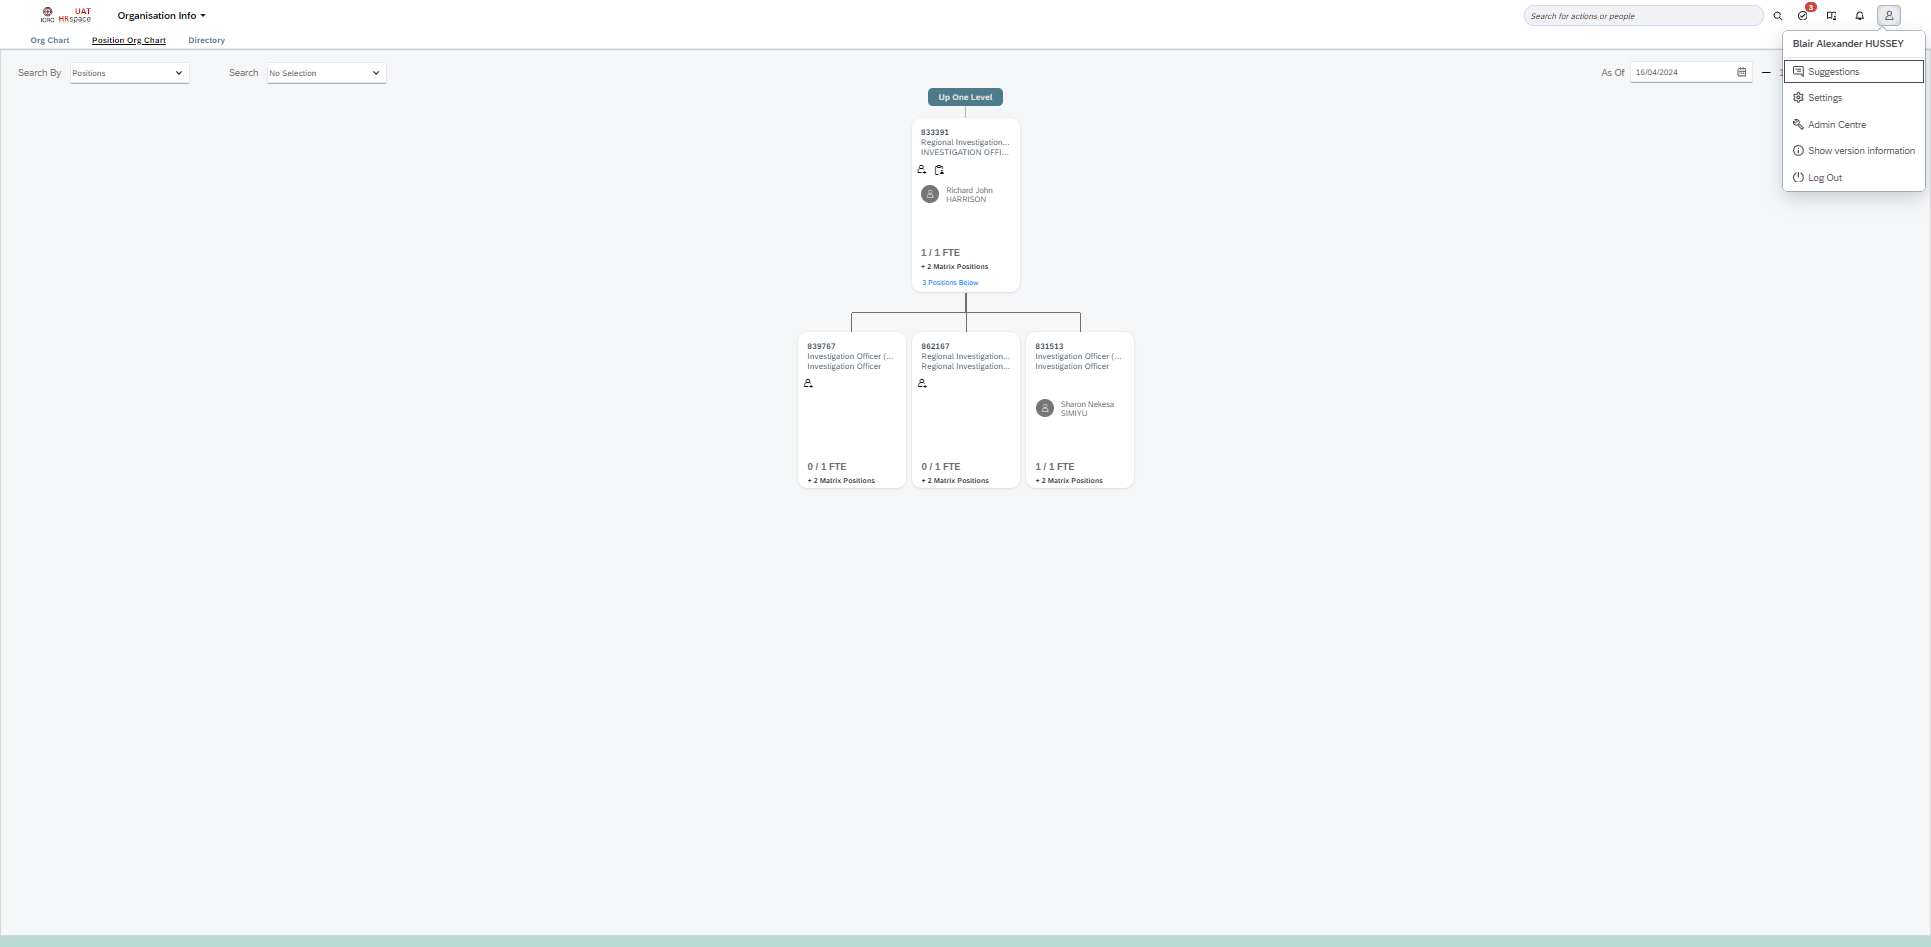 ICRC
UAT
HRspace
Organisation Info
Search for actions or people
3
Org Chart
Position Org Chart
Directory
Blair Alexander HUSSEY
Search By
Positions
Search
No Selection
As Of
16/04/2024
Suggestions
Settings
Admin Centre
Show version information
Log Out
Up One Level
833391
Regional Investigation...
INVESTIGATION OFFI...
Richard John
HARRISON
1 / 1 FTE
+ 2 Matrix Positions
3 Positions Below
839767
Investigation Officer (...
Investigation Officer
0 / 1 FTE
+ 2 Matrix Positions
862167
Regional Investigation...
Regional Investigation...
0 / 1 FTE
+ 2 Matrix Positions
831513
Investigation Officer (...
Investigation Officer
Sharon Nekesa
SIMIYU
1 / 1 FTE
+ 2 Matrix Positions